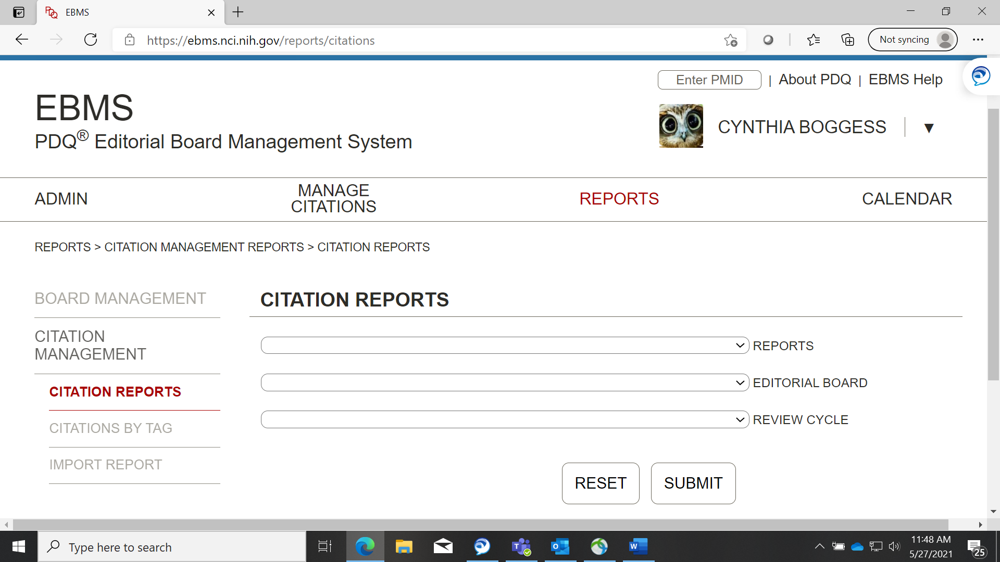 EBMS
https://ebms.nci.nih.gov/reports/citations
Not syncing
Enter PMID | About PDQ | EBMS Help
EBMS
PDQ® Editorial Board Management System
CYNTHIA BOGGESS
ADMIN
MANAGE
CITATIONS
REPORTS
CALENDAR
REPORTS > CITATION MANAGEMENT REPORTS > CITATION REPORTS
BOARD MANAGEMENT
CITATION
MANAGEMENT
CITATION REPORTS
CITATIONS BY TAG
IMPORT REPORT
CITATION REPORTS
REPORTS
EDITORIAL BOARD
REVIEW CYCLE
RESET
SUBMIT
Type here to search
11:48 AM
5/27/2021
25